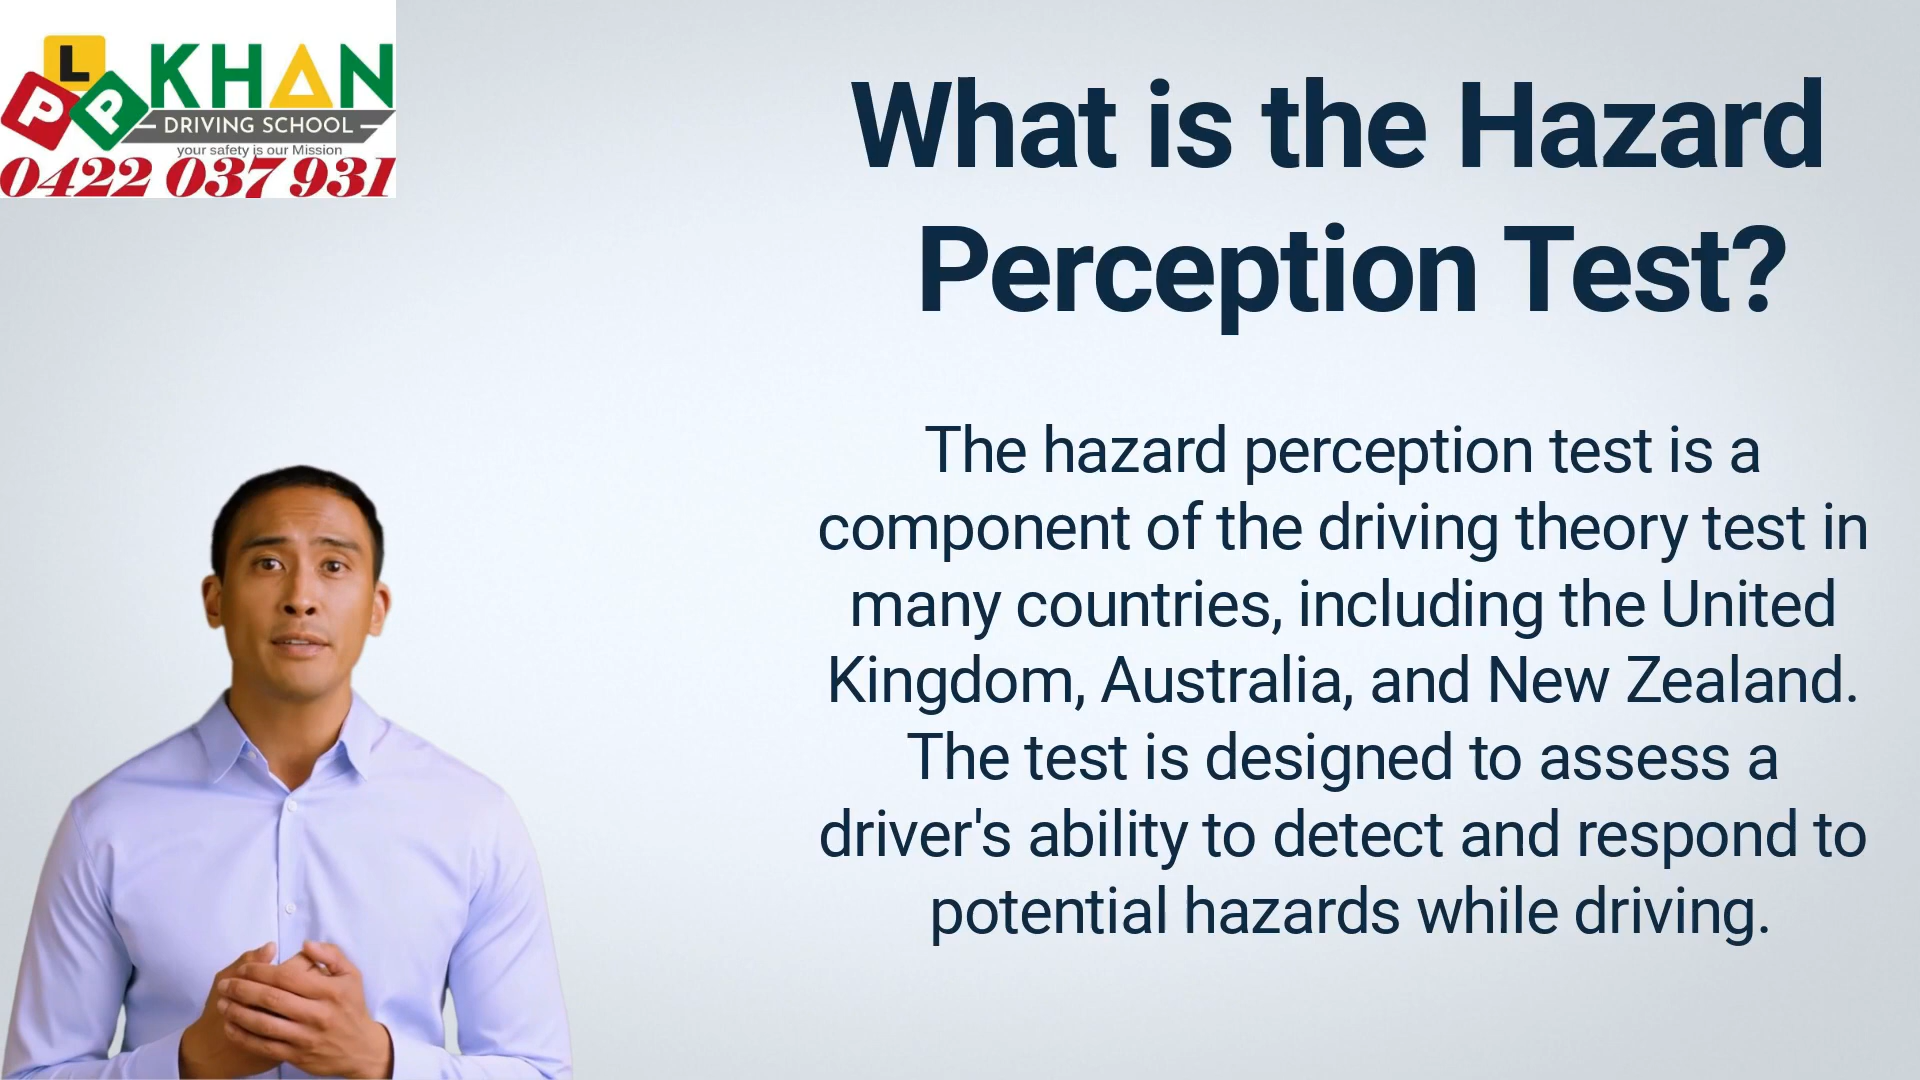 L
P
P
KHAN
DRIVING SCHOOL
your safety is our Mission
0422 037 931
What is the Hazard
Perception Test?
The hazard perception test is a
component of the driving theory test in
many countries, including the United
Kingdom, Australia, and New Zealand.
The test is designed to assess a
driver's ability to detect and respond to
potential hazards while driving.